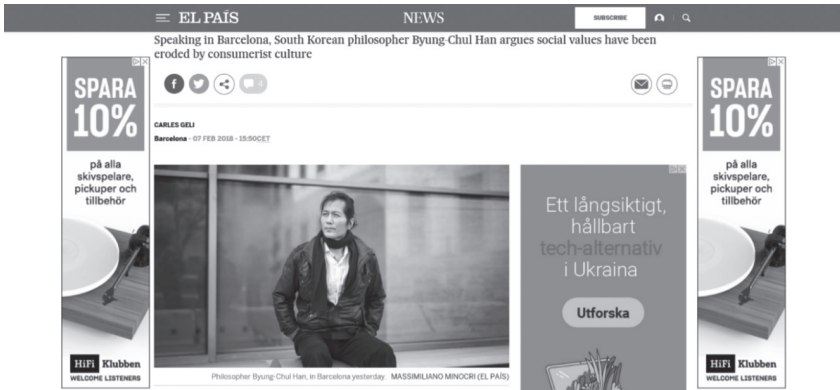 EL PAÍS
NEWS
SUBSCRIBE
Speaking in Barcelona, South Korean philosopher Byung-Chul Han argues social values have been
eroded by consumerist culture
4
CARLES GELI
Barcelona - 07 FEB 2018 - 15:50CET
SPARA
10%
på alla
skivspelare,
pickuper och
tillbehör
HiFi Klubben
WELCOME LISTENERS
Philosopher Byung-Chul Han, in Barcelona yesterday. MASSIMILIANO MINOCRI (EL PAÍS)
Ett långsiktigt,
hållbart
tech-alternativ
i Ukraina
Utforska
SPARA
10%
på alla
skivspelare,
pickuper och
tillbehör
HiFi Klubben
WELCOME LISTENERS